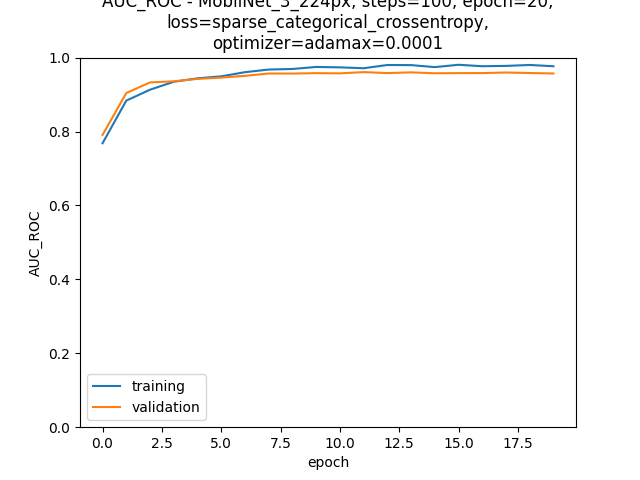 AUC_ROC - MobilNet_3_224px, steps=100, epoch=20,
loss=sparse_categorical_crossentropy,
optimizer=adamax=0.0001
1.0
0.8
0.6
0.4
0.2
0.0
AUC_ROC
training
validation
0.0 2.5 5.0 7.5 10.0 12.5 15.0 17.5
epoch